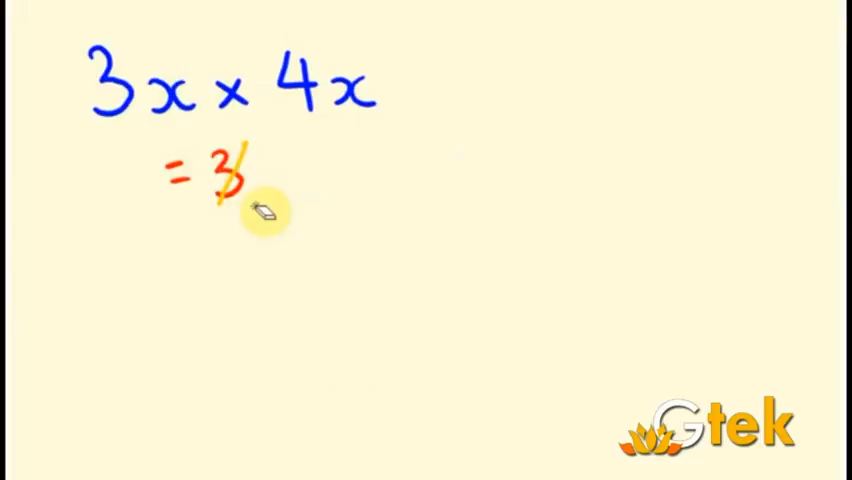 3x × 4x
= 3
Gtek